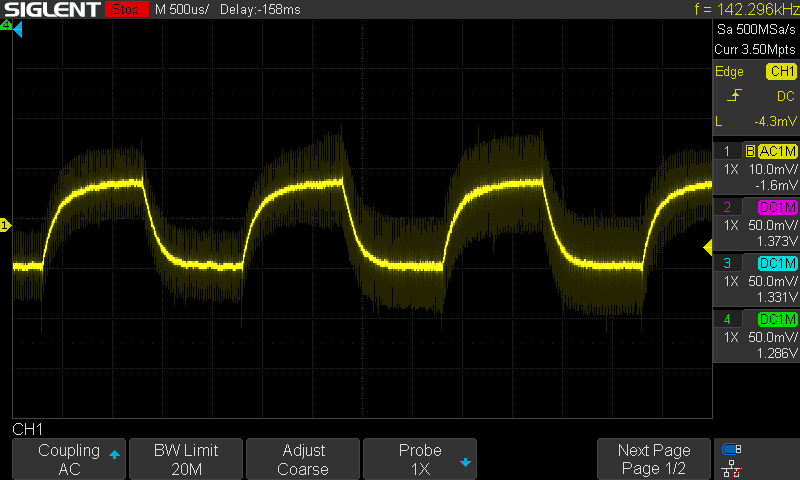 SIGLENT Stop M 500us/ Delay:-158ms f = 142.296kHz
Sa 500MSa/s
Curr 3.50Mpts
Edge CH1
DC
L -4.3mV
1 B AC1M
1X 10.0mV/
-1.6mV
2 DC1M
1X 50.0mV/
1.373V
3 DC1M
1X 50.0mV/
1.331V
4 DC1M
1X 50.0mV/
1.286V
4
1
CH1
Coupling BW Limit Adjust Probe Next Page
AC 20M Coarse 1X Page 1/2